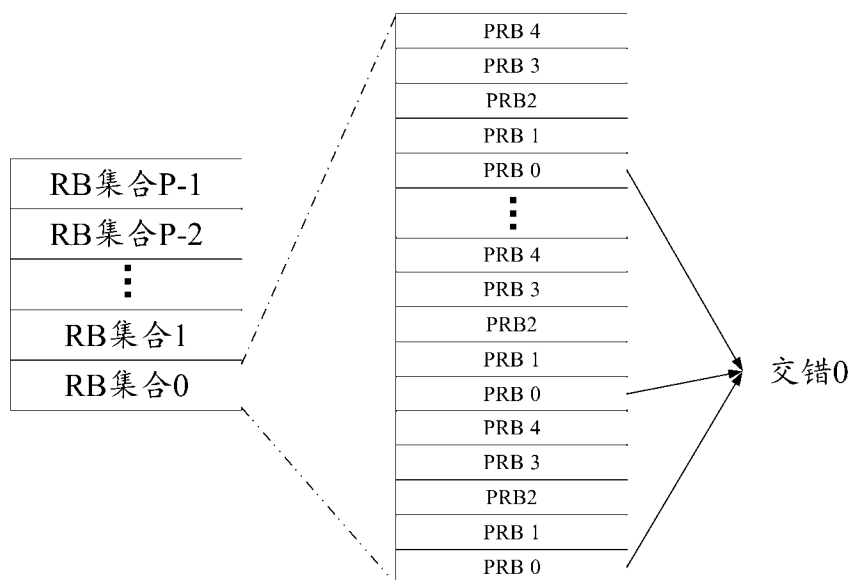 RB集合P-1
RB集合P-2
RB集合1
RB集合0
PRB 4
PRB 3
PRB2
PRB 1
PRB 0
PRB 4
PRB 3
PRB2
PRB 1
PRB 0
PRB 4
PRB 3
PRB2
PRB 1
PRB 0
交错0